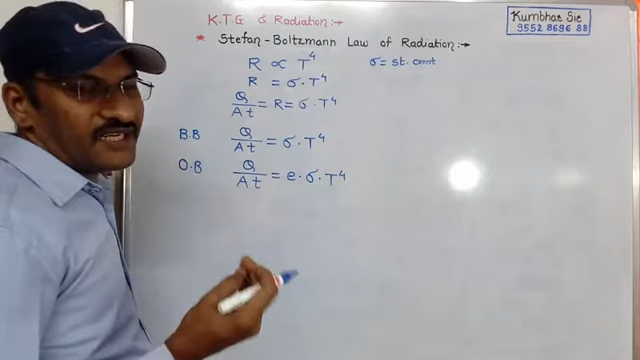 K.T.G & Radiation:→
Kumbhar Sir
9552 8696 88
* Stefan-Boltzmann Law of Radiation:→
R ∝ T⁴
σ = st. cont
R = σ·T⁴
Q/At = R = σ·T⁴
B.B Q/At = σ·T⁴
O.B Q/At = e·σ·T⁴